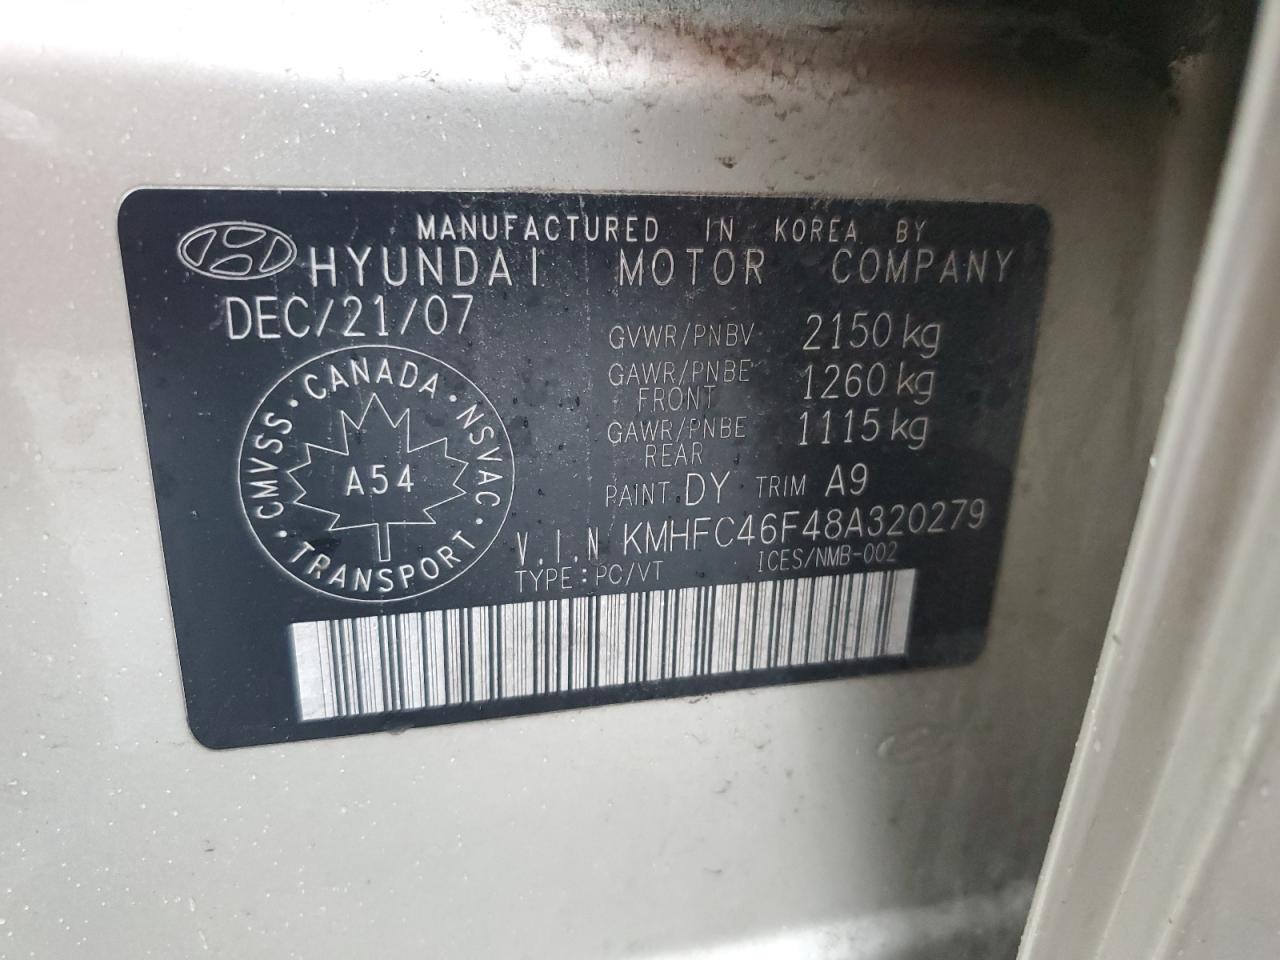 MANUFACTURED IN KOREA BY
HYUNDAI MOTOR COMPANY
DEC/21/07
GVWR/PNBV 2150 kg
GAWR/PNBE FRONT 1260 kg
GAWR/PNBE REAR 1115 kg
CMVSS · CANADA · NSVAC · TRANSPORT ·
A54
PAINT DY TRIM A9
V.I.N KMHFC46F48A320279
TYPE : PC/VT ICES/NMB-002